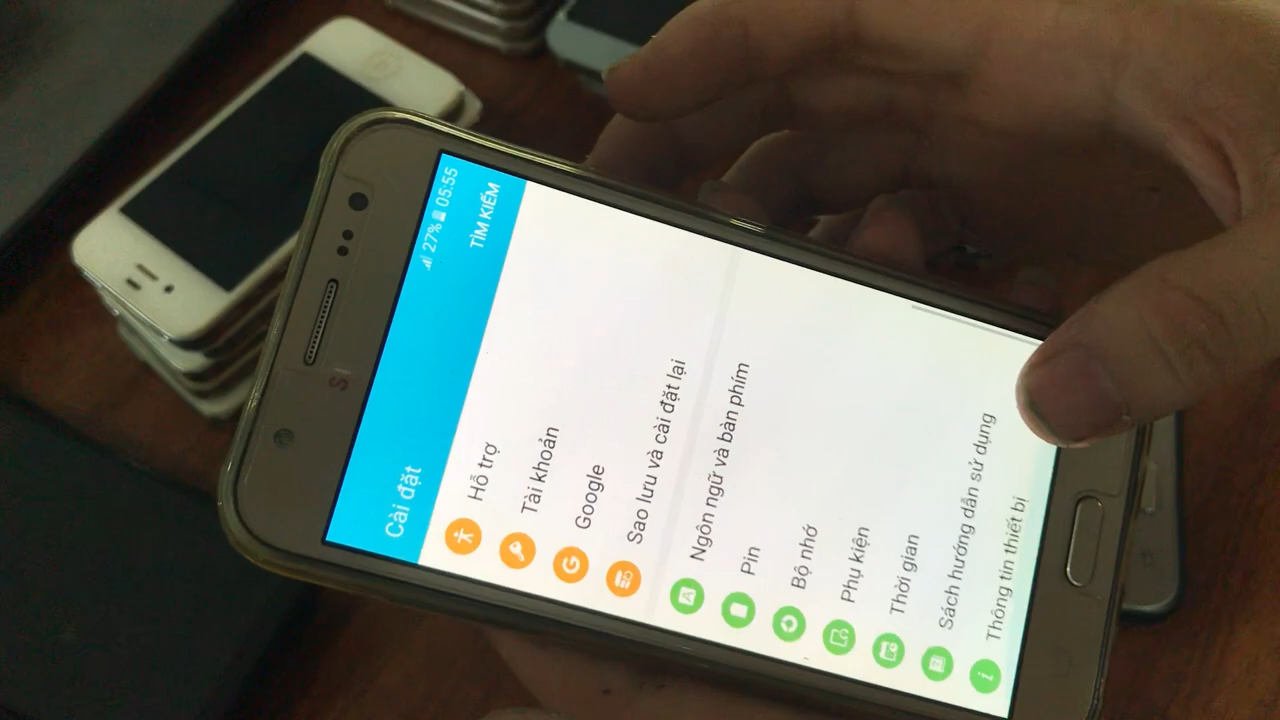 27% 05:55
Cài đặt TÌM KIẾM
Hỗ trợ
Tài khoản
Google
Sao lưu và cài đặt lại
Ngôn ngữ và bàn phím
Pin
Bộ nhớ
Phụ kiện
Thời gian
Sách hướng dẫn sử dụng
Thông tin thiết bị